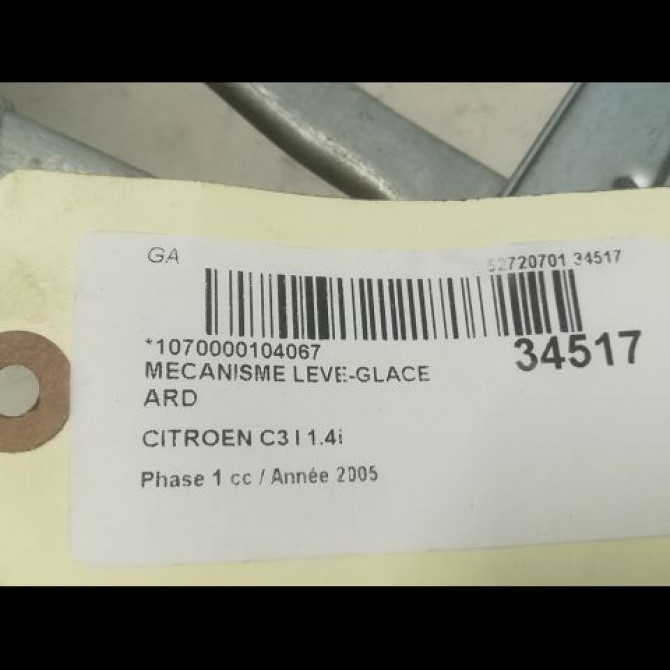 GA
52720701 34517
*1070000104067
34517
MECANISME LEVE-GLACE
ARD
CITROEN C3 I 1.4i
Phase 1 cc / Année 2005